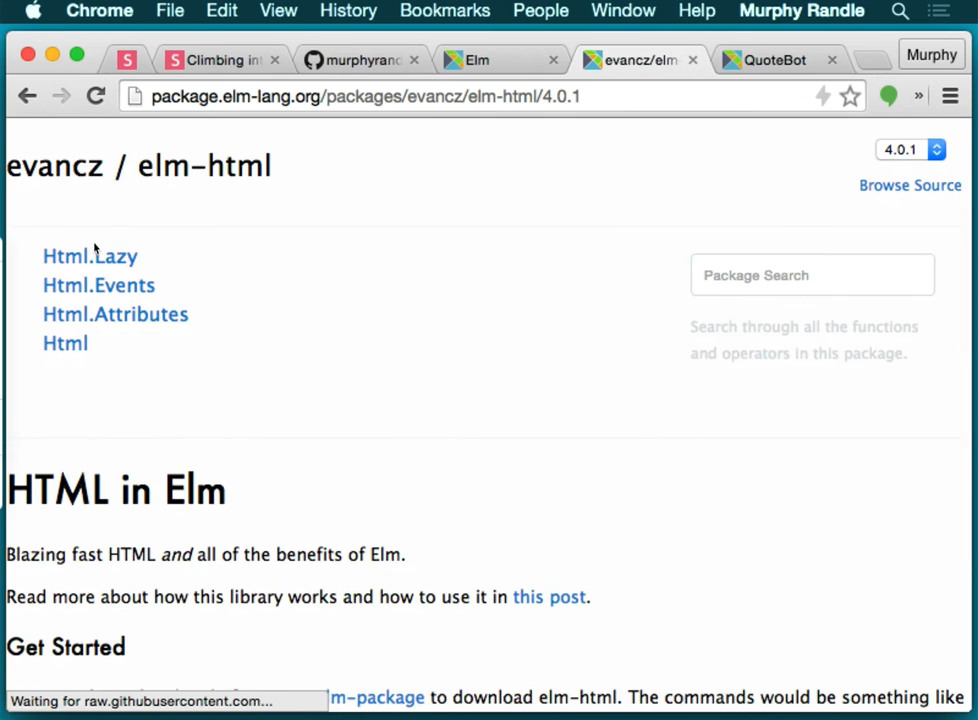 Chrome File Edit View History Bookmarks People Window Help Murphy Randle
S S Climbing in murphyran Elm evancz/elm- QuoteBot Murphy
package.elm-lang.org/packages/evancz/elm-html/4.0.1 »
evancz / elm-html
4.0.1
Browse Source
Html.Lazy
Html.Events
Html.Attributes
Html
Package Search
Search through all the functions
and operators in this package.
HTML in Elm
Blazing fast HTML and all of the benefits of Elm.
Read more about how this library works and how to use it in this post.
Get Started
lm-package to download elm-html. The commands would be something like
Waiting for raw.githubusercontent.com...